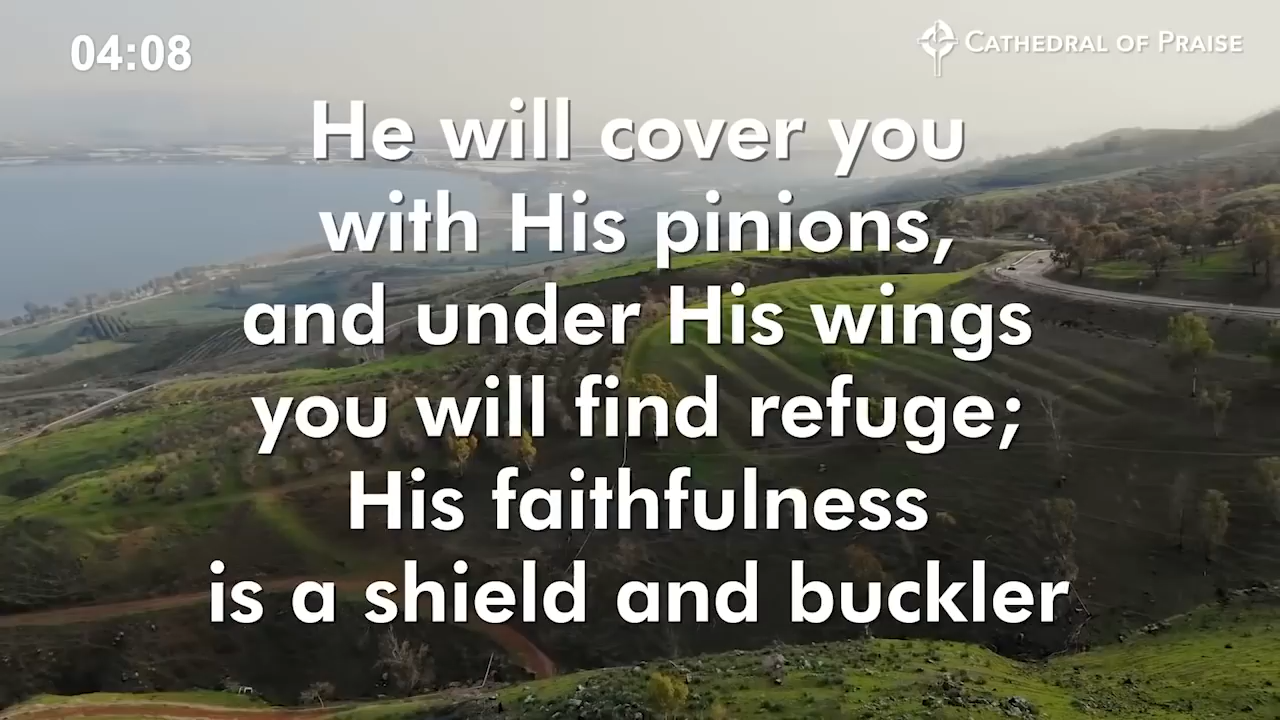 04:08
CATHEDRAL OF PRAISE
He will cover you
with His pinions,
and under His wings
you will find refuge;
His faithfulness
is a shield and buckler